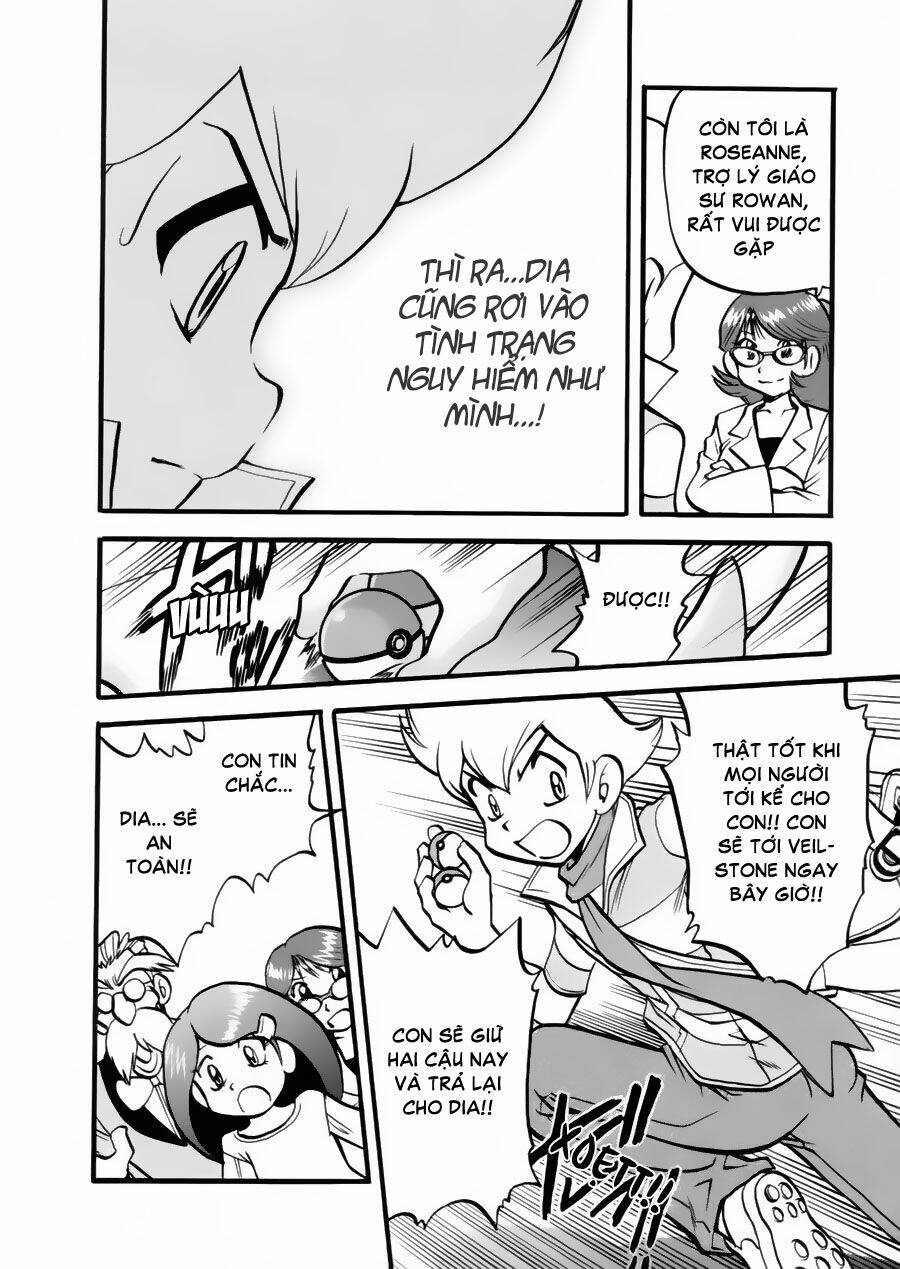 CÒN TÔI LÀ
ROSEANNE,
TRỢ LÝ GIÁO
SƯ ROWAN,
RẤT VUI ĐƯỢC
GẶP
THÌ RA...DIA
CŨNG RƠI VÀO
TÌNH TRẠNG
NGUY HIỂM NHƯ
MÌNH...!
ĐƯỢC!!
VÙUU
THẬT TỐT KHI
MỌI NGƯỜI
TỚI KỂ CHO
CON!! CON
SẼ TỚI VEIL-
STONE NGAY
BÂY GIỜ!!
CON SẼ GIỮ
HAI CẬU NAY
VÀ TRẢ LẠI
CHO DIA!!
XOẸTT!!
CON TIN
CHẮC...
DIA... SẼ
AN
TOÀN!!